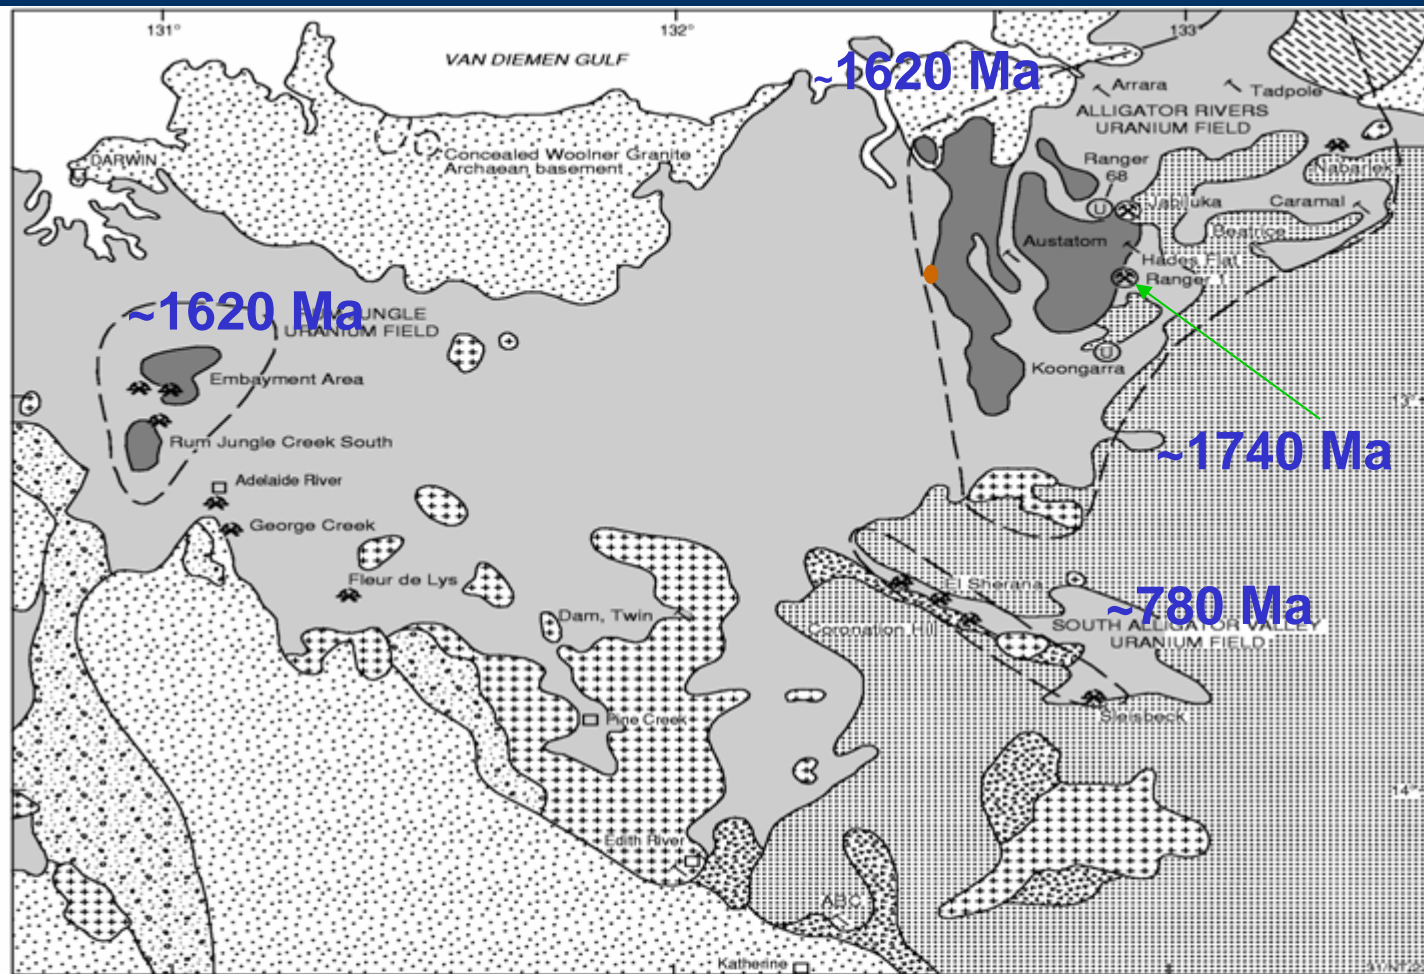 131°
132°
133°
VAN DIEMEN GULF
~1620 Ma
Arrara
Tadpole
ALLIGATOR RIVERS
URANIUM FIELD
DARWIN
Concealed Woolner Granite
Archaean basement
Ranger
68
Nabarlek
U
Jabiluka
Caramal
Beatrice
Austatom
Hades Flat
Ranger 1
~1620 Ma
JUNGLE
URANIUM FIELD
Koongarra
U
Embayment Area
13°
Rum Jungle Creek South
~1740 Ma
Adelaide River
George Creek
Fleur de Lys
El Sherana
~780 Ma
Dam, Twin
Coronation Hill
SOUTH ALLIGATOR VALLEY
URANIUM FIELD
Pine Creek
Sleisbeck
14°
Edith River
ABC
Katherine